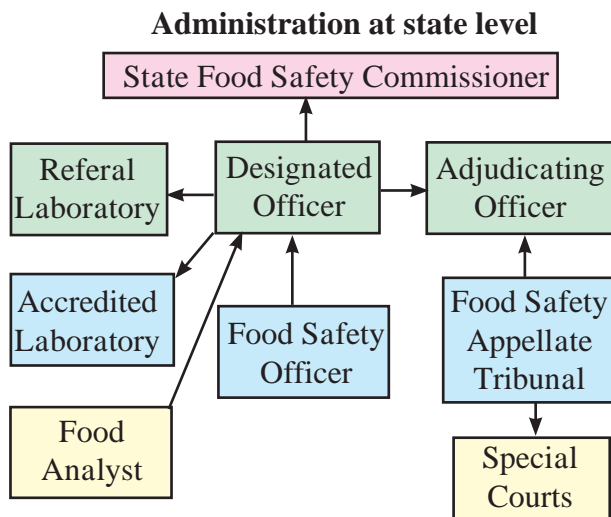 Administration at state level
State Food Safety Commissioner
Referal
Laboratory
Designated
Officer
Adjudicating
Officer
Accredited
Laboratory
Food Safety
Officer
Food Safety
Appellate
Tribunal
Food
Analyst
Special
Courts